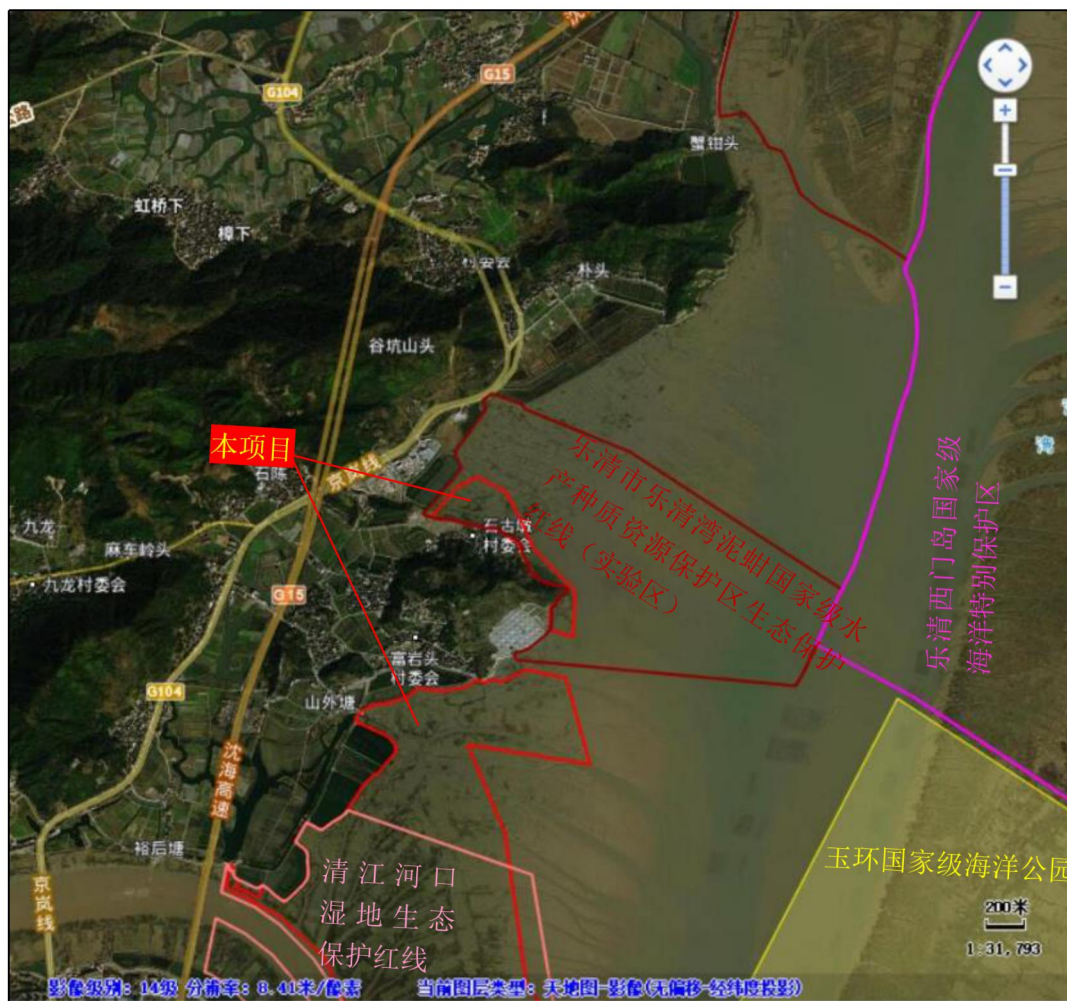 G15
G104
路
蟹钳头
虹桥下
樟下
朴头
谷坑山头
本项目
石陈
京岚线
九龙
麻车岭头
九龙村委会
石古墩
村委会
乐清市乐清湾泥蚶国家级水
产种质资源保护区生态保护
红线（实验区）
乐清西门岛国家级
海洋特别保护区
G15
富岩头
村委会
山外塘
G104
沈海高速
裕后塘
京岚线
清江河口
湿地生态
保护红线
玉环国家级海洋公园
200米
1:31,793
影像级别：14级 分辨率：8.41米/像素
当前图层类型：天地图-影像(无偏移-经纬度投影)